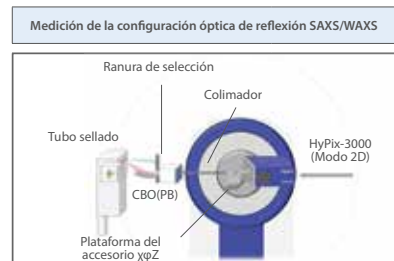 Medición de la configuración óptica de reflexión SAXS/WAXS
Ranura de selección
Colimador
Tubo sellado
HyPix-3000
(Modo 2D)
CBO(PB)
Plataforma del
accesorio χφZ